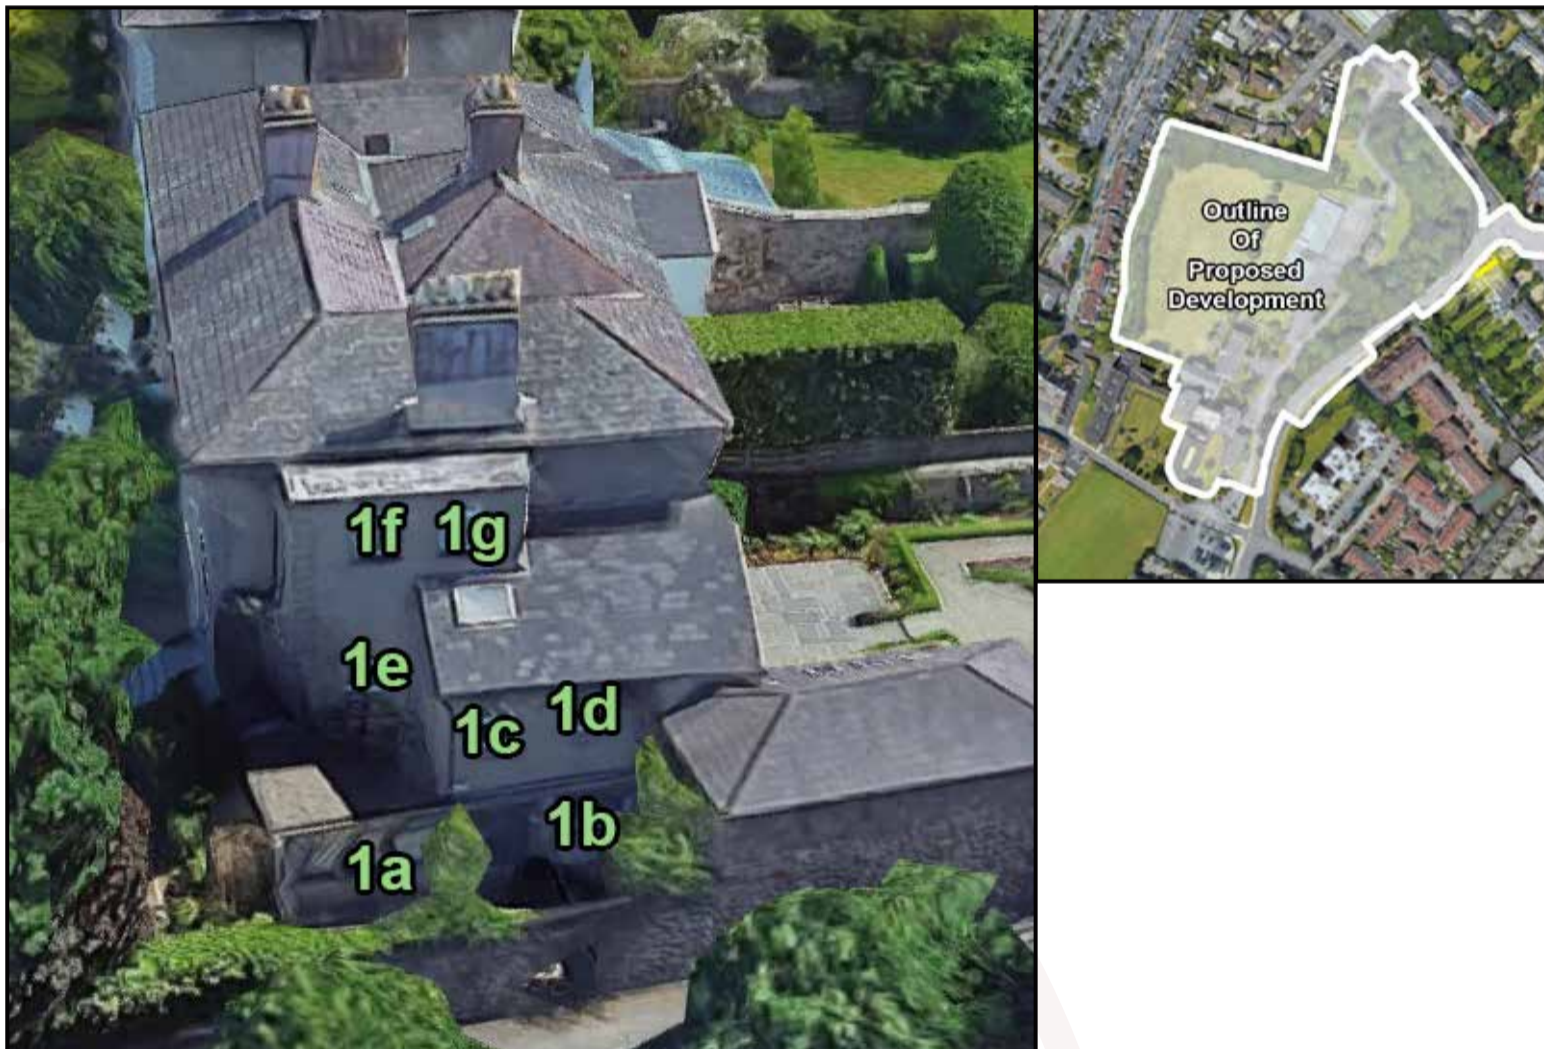 Outline
Of
Proposed
Development
1f 1g
1e
1d
1c
1b
1a